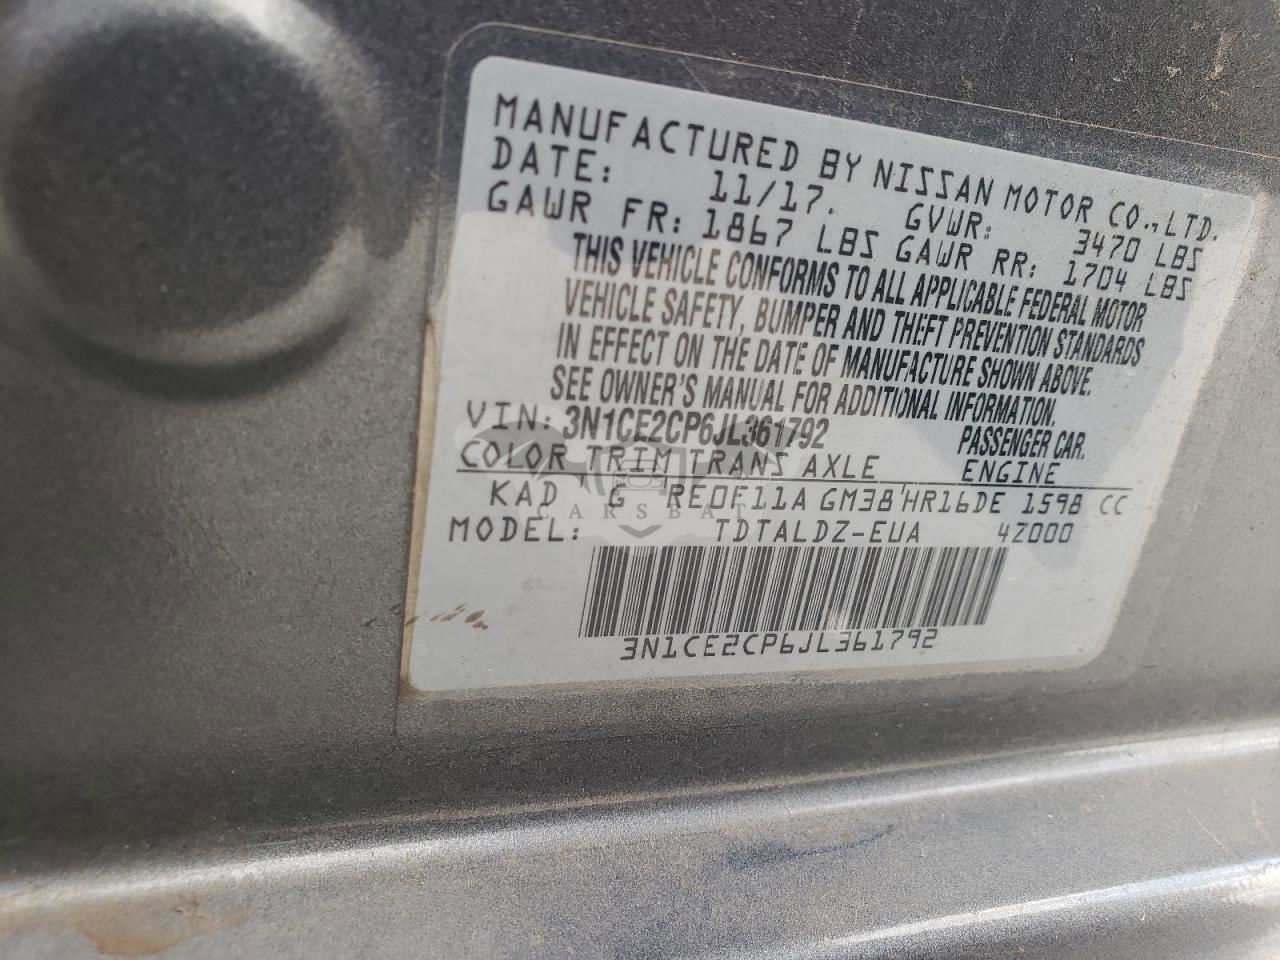 MANUFACTURED BY NISSAN MOTOR CO.,LTD.
DATE: 11/17. GVWR: 3470 LBS
GAWR FR: 1867 LBS GAWR RR: 1704 LBS
THIS VEHICLE CONFORMS TO ALL APPLICABLE FEDERAL MOTOR
VEHICLE SAFETY, BUMPER AND THEFT PREVENTION STANDARDS
IN EFFECT ON THE DATE OF MANUFACTURE SHOWN ABOVE.
SEE OWNER'S MANUAL FOR ADDITIONAL INFORMATION.
VIN: 3N1CE2CP6JL361792 PASSENGER CAR.
COLOR TRIM TRANS AXLE ENGINE
KAD G RE0F11A GM38 HR16DE 1598 CC
CARSBAT
MODEL: TDTALDZ-EUA 4Z000
3N1CE2CP6JL361792